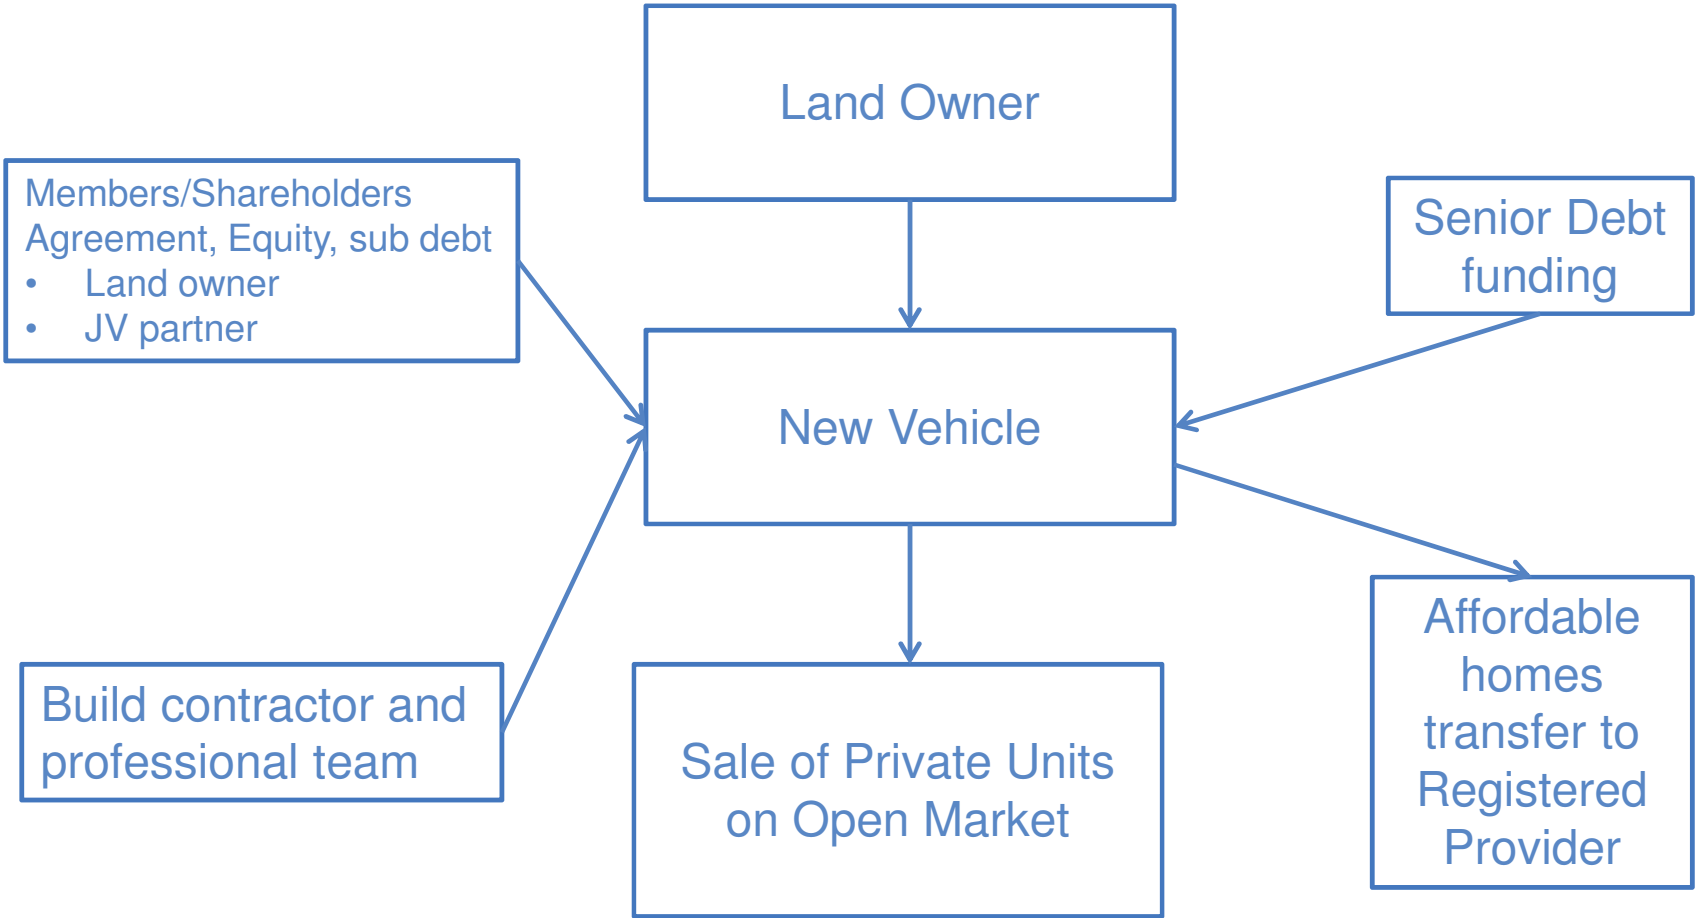 Land Owner
Members/Shareholders
Agreement, Equity, sub debt
• Land owner
• JV partner
Senior Debt
funding
New Vehicle
Build contractor and
professional team
Sale of Private Units
on Open Market
Affordable
homes
transfer to
Registered
Provider